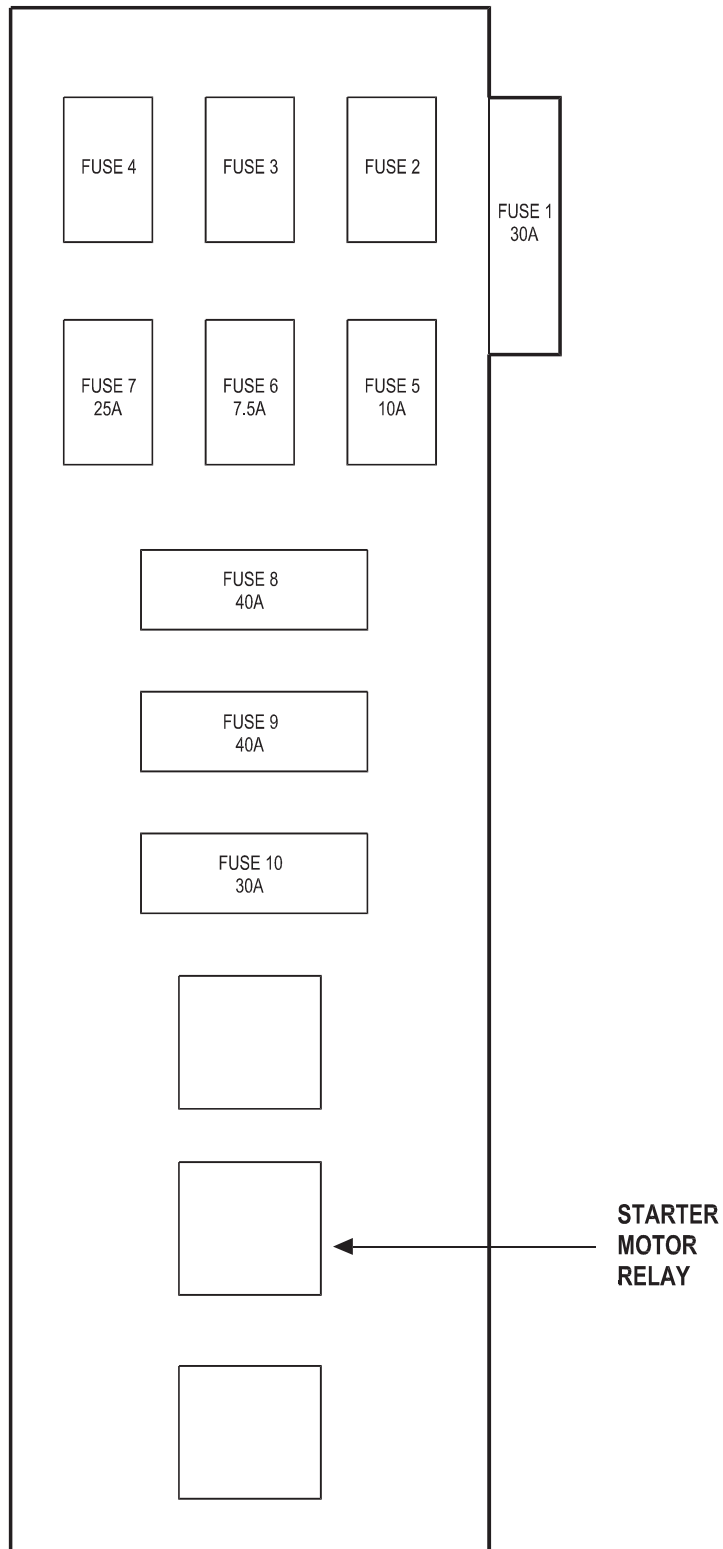 FUSE 4
FUSE 3
FUSE 2
FUSE 1
30A
FUSE 7
25A
FUSE 6
7.5A
FUSE 5
10A
FUSE 8
40A
FUSE 9
40A
FUSE 10
30A
STARTER
MOTOR
RELAY